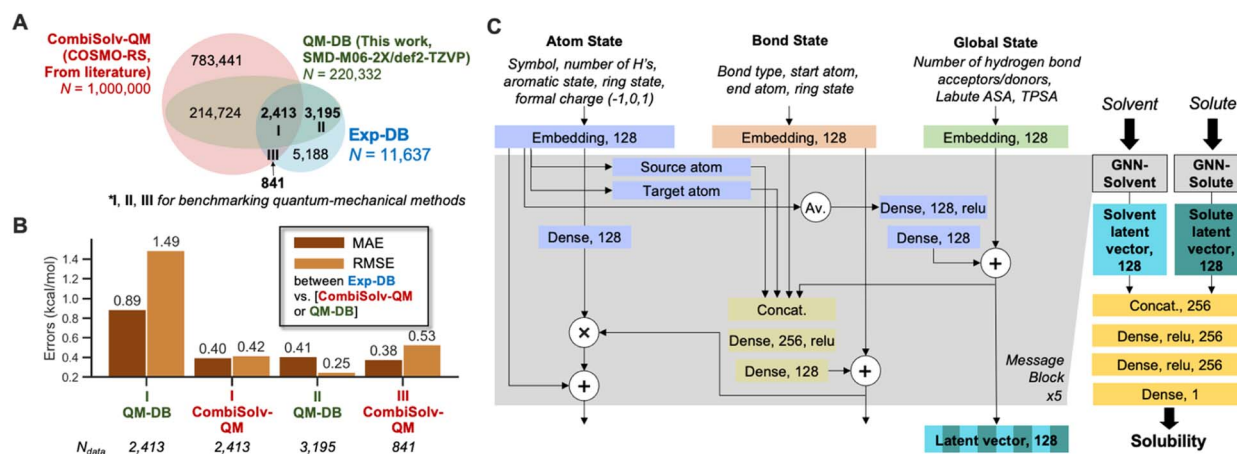 A
CombiSolv-QM
(COSMO-RS,
From literature)
N = 1,000,000
783,441
QM-DB (This work,
SMD-M06-2X/def2-TZVP)
N = 220,332
214,724
2,413
I
3,195
II
III
5,188
841
Exp-DB
N = 11,637
*I, II, III for benchmarking quantum-mechanical methods
B
Errors (kcal/mol)
1.4
1.2
1.0
0.8
0.6
0.4
0.2
0.89
1.49
0.40
0.42
0.41
0.25
0.38
0.53
MAE
RMSE
between Exp-DB
vs. [CombiSolv-QM
or QM-DB]
I
QM-DB
I
CombiSolv-
QM
II
QM-DB
III
CombiSolv-
QM
Ndata
2,413
2,413
3,195
841
C
Atom State
Symbol, number of H's,
aromatic state, ring state,
formal charge (-1,0,1)
Embedding, 128
Bond State
Bond type, start atom,
end atom, ring state
Embedding, 128
Global State
Number of hydrogen bond
acceptors/donors,
Labute ASA, TPSA
Embedding, 128
Source atom
Target atom
Av.
Dense, 128, relu
Dense, 128
Dense, 128
+
Concat.
Dense, 256, relu
Dense, 128
×
+
+
Message
Block
x5
Latent vector, 128
Solvent
Solute
GNN-
Solvent
GNN-
Solute
Solvent
latent
vector,
128
Solute
latent
vector,
128
Concat., 256
Dense, relu, 256
Dense, relu, 256
Dense, 1
Solubility